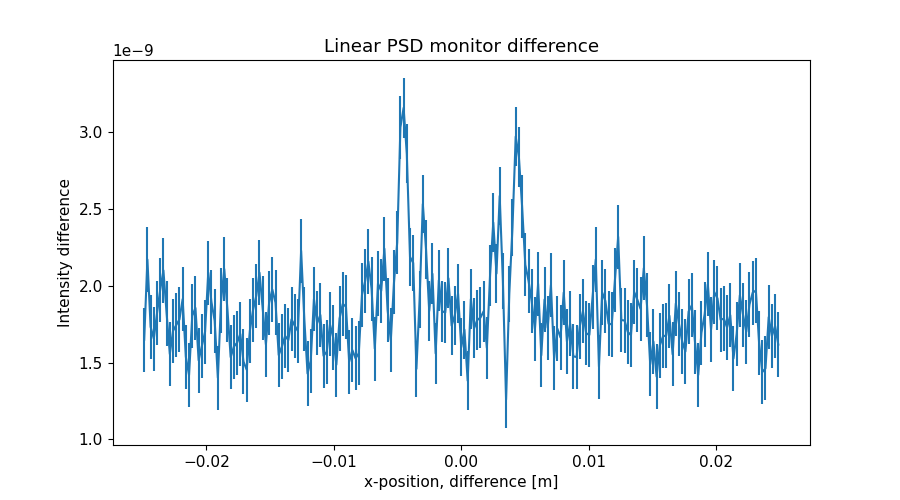 Linear PSD monitor difference
1e−9
Intensity difference
3.0
2.5
2.0
1.5
1.0
−0.02
−0.01
0.00
0.01
0.02
x-position, difference [m]